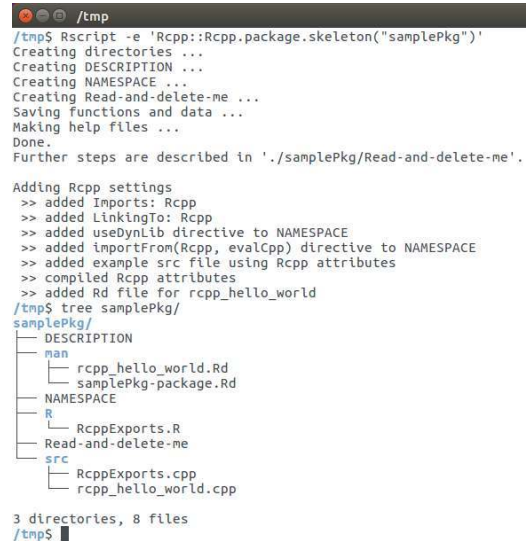 /tmp
/tmp$ Rscript -e 'Rcpp::Rcpp.package.skeleton("samplePkg")'
Creating directories ...
Creating DESCRIPTION ...
Creating NAMESPACE ...
Creating Read-and-delete-me ...
Saving functions and data ...
Making help files ...
Done.
Further steps are described in './samplePkg/Read-and-delete-me'.

Adding Rcpp settings
 >> added Imports: Rcpp
 >> added LinkingTo: Rcpp
 >> added useDynLib directive to NAMESPACE
 >> added importFrom(Rcpp, evalCpp) directive to NAMESPACE
 >> added example src file using Rcpp attributes
 >> compiled Rcpp attributes
 >> added Rd file for rcpp_hello_world
/tmp$ tree samplePkg/
samplePkg/
├── DESCRIPTION
├── man
│   ├── rcpp_hello_world.Rd
│   └── samplePkg-package.Rd
├── NAMESPACE
├── R
│   └── RcppExports.R
├── Read-and-delete-me
└── src
    ├── RcppExports.cpp
    └── rcpp_hello_world.cpp

3 directories, 8 files
/tmp$